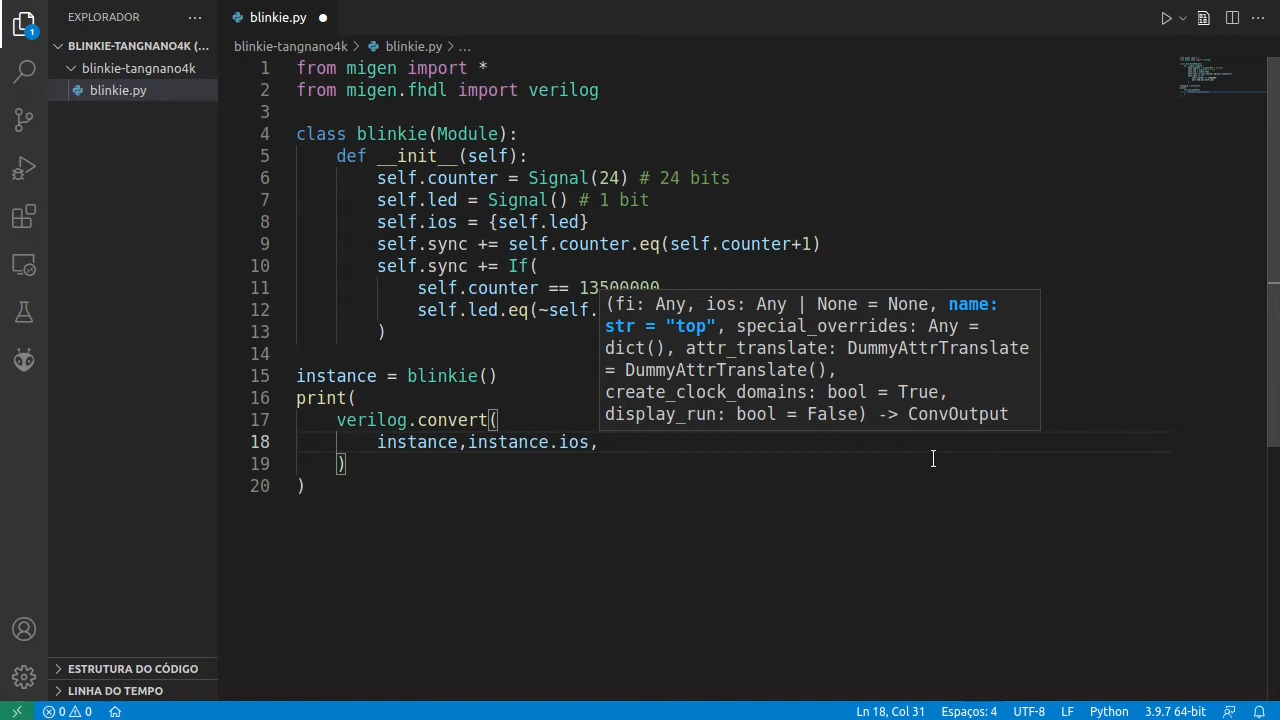 EXPLORADOR
blinkie.py
BLINKIE-TANGNANO4K (...
blinkie-tangnano4k
blinkie.py
1
blinkie-tangnano4k > blinkie.py > ...
1 from migen import *
2 from migen.fhdl import verilog
3
4 class blinkie(Module):
5 def __init__(self):
6 self.counter = Signal(24) # 24 bits
7 self.led = Signal() # 1 bit
8 self.ios = {self.led}
9 self.sync += self.counter.eq(self.counter+1)
10 self.sync += If(
11 self.counter == 13500000
12 self.led.eq(~self.
13 )
14
15 instance = blinkie()
16 print(
17 verilog.convert(
18 instance,instance.ios,
19 )
20 )
(fi: Any, ios: Any | None = None, name:
str = "top", special_overrides: Any =
dict(), attr_translate: DummyAttrTranslate
= DummyAttrTranslate(),
create_clock_domains: bool = True,
display_run: bool = False) -> ConvOutput
ESTRUTURA DO CÓDIGO
LINHA DO TEMPO
0 0
Ln 18, Col 31 Espaços: 4 UTF-8 LF Python 3.9.7 64-bit